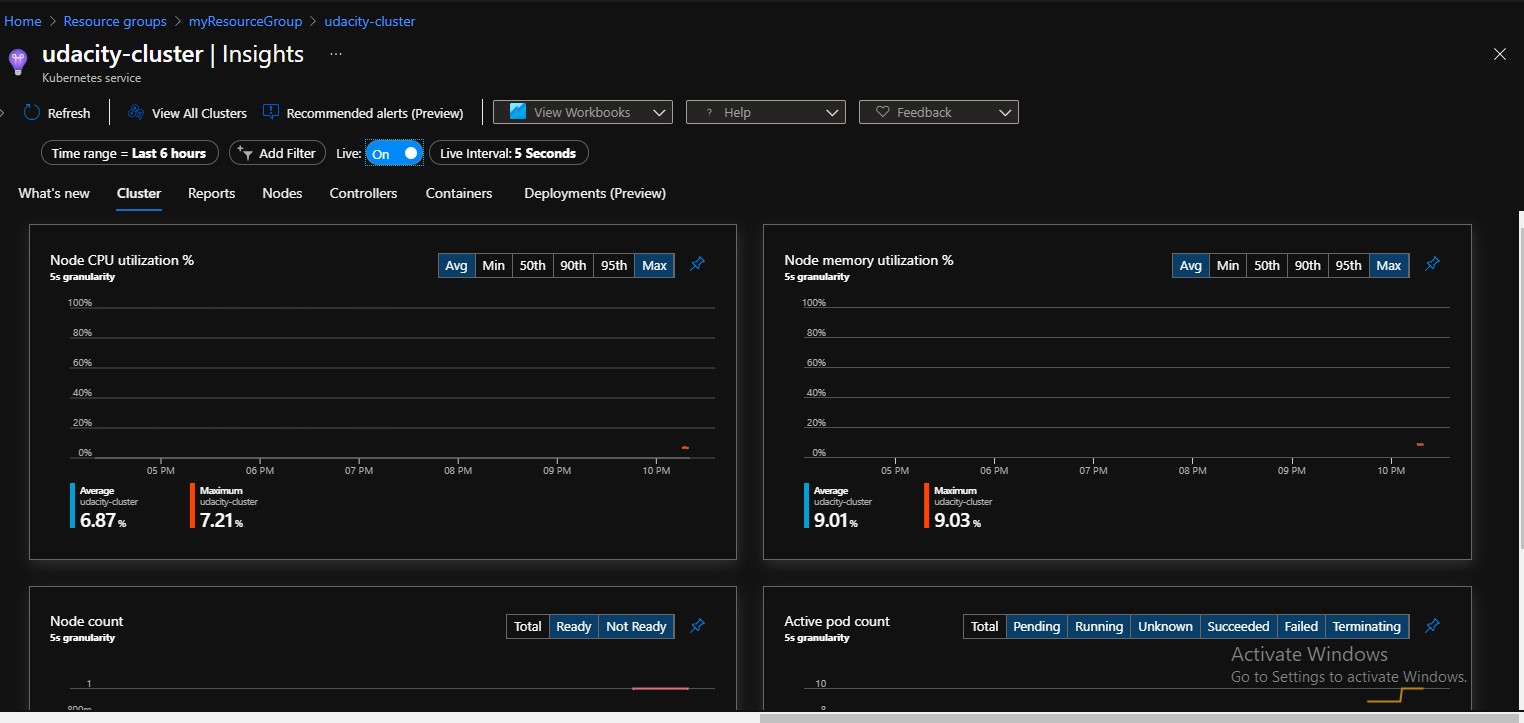 Home > Resource groups > myResourceGroup > udacity-cluster
udacity-cluster | Insights ...
Kubernetes service
Refresh View All Clusters Recommended alerts (Preview) View Workbooks ? Help Feedback
Time range = Last 6 hours Add Filter Live: On Live Interval: 5 Seconds
What's new Cluster Reports Nodes Controllers Containers Deployments (Preview)
Node CPU utilization %
5s granularity
Avg Min 50th 90th 95th Max
100%
80%
60%
40%
20%
0%
05 PM 06 PM 07 PM 08 PM 09 PM 10 PM
Average
udacity-cluster
6.87 %
Maximum
udacity-cluster
7.21 %
Node memory utilization %
5s granularity
Avg Min 50th 90th 95th Max
100%
80%
60%
40%
20%
0%
05 PM 06 PM 07 PM 08 PM 09 PM 10 PM
Average
udacity-cluster
9.01 %
Maximum
udacity-cluster
9.03 %
Node count
5s granularity
Total Ready Not Ready
1
Active pod count
5s granularity
Total Pending Running Unknown Succeeded Failed Terminating
10
Activate Windows
Go to Settings to activate Windows.